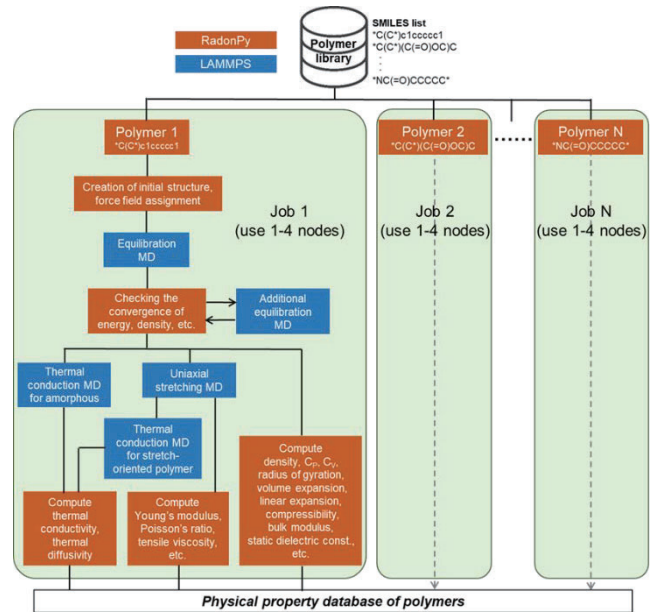 RadonPy
LAMMPS
Polymer
library
SMILES list
*C(C*)c1ccccc1
*C(C*)(C(=O)OC)C
:
:
*NC(=O)CCCCC*
Polymer 1
*C(C*)c1ccccc1
Creation of initial structure,
force field assignment
Equilibration
MD
Checking the
convergence of
energy, density, etc.
Additional
equilibration
MD
Job 1
(use 1-4 nodes)
Thermal
conduction MD
for amorphous
Uniaxial
stretching MD
Thermal
conduction MD
for stretch-
oriented polymer
Compute
thermal
conductivity,
thermal
diffusivity
Compute
Young's modulus,
Poisson's ratio,
tensile viscosity,
etc.
Compute
density, CP, CV,
radius of gyration,
volume expansion,
linear expansion,
compressibility,
bulk modulus,
static dielectric const.,
etc.
Polymer 2
*C(C*)(C(=O)OC)C
Job 2
(use 1-4 nodes)
......
Polymer N
*NC(=O)CCCCC*
Job N
(use 1-4 nodes)
Physical property database of polymers